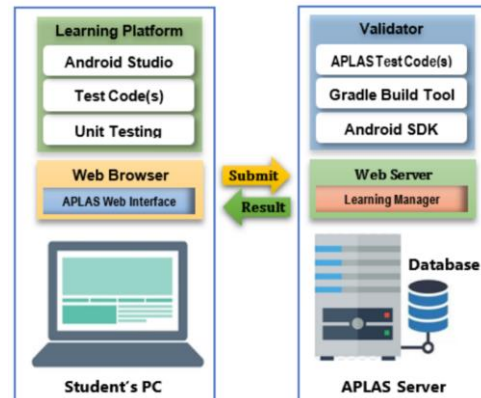 Learning Platform
Android Studio
Test Code(s)
Unit Testing
Web Browser
APLAS Web Interface
Student's PC
Submit
Result
Validator
APLAS Test Code(s)
Gradle Build Tool
Android SDK
Web Server
Learning Manager
Database
APLAS Server